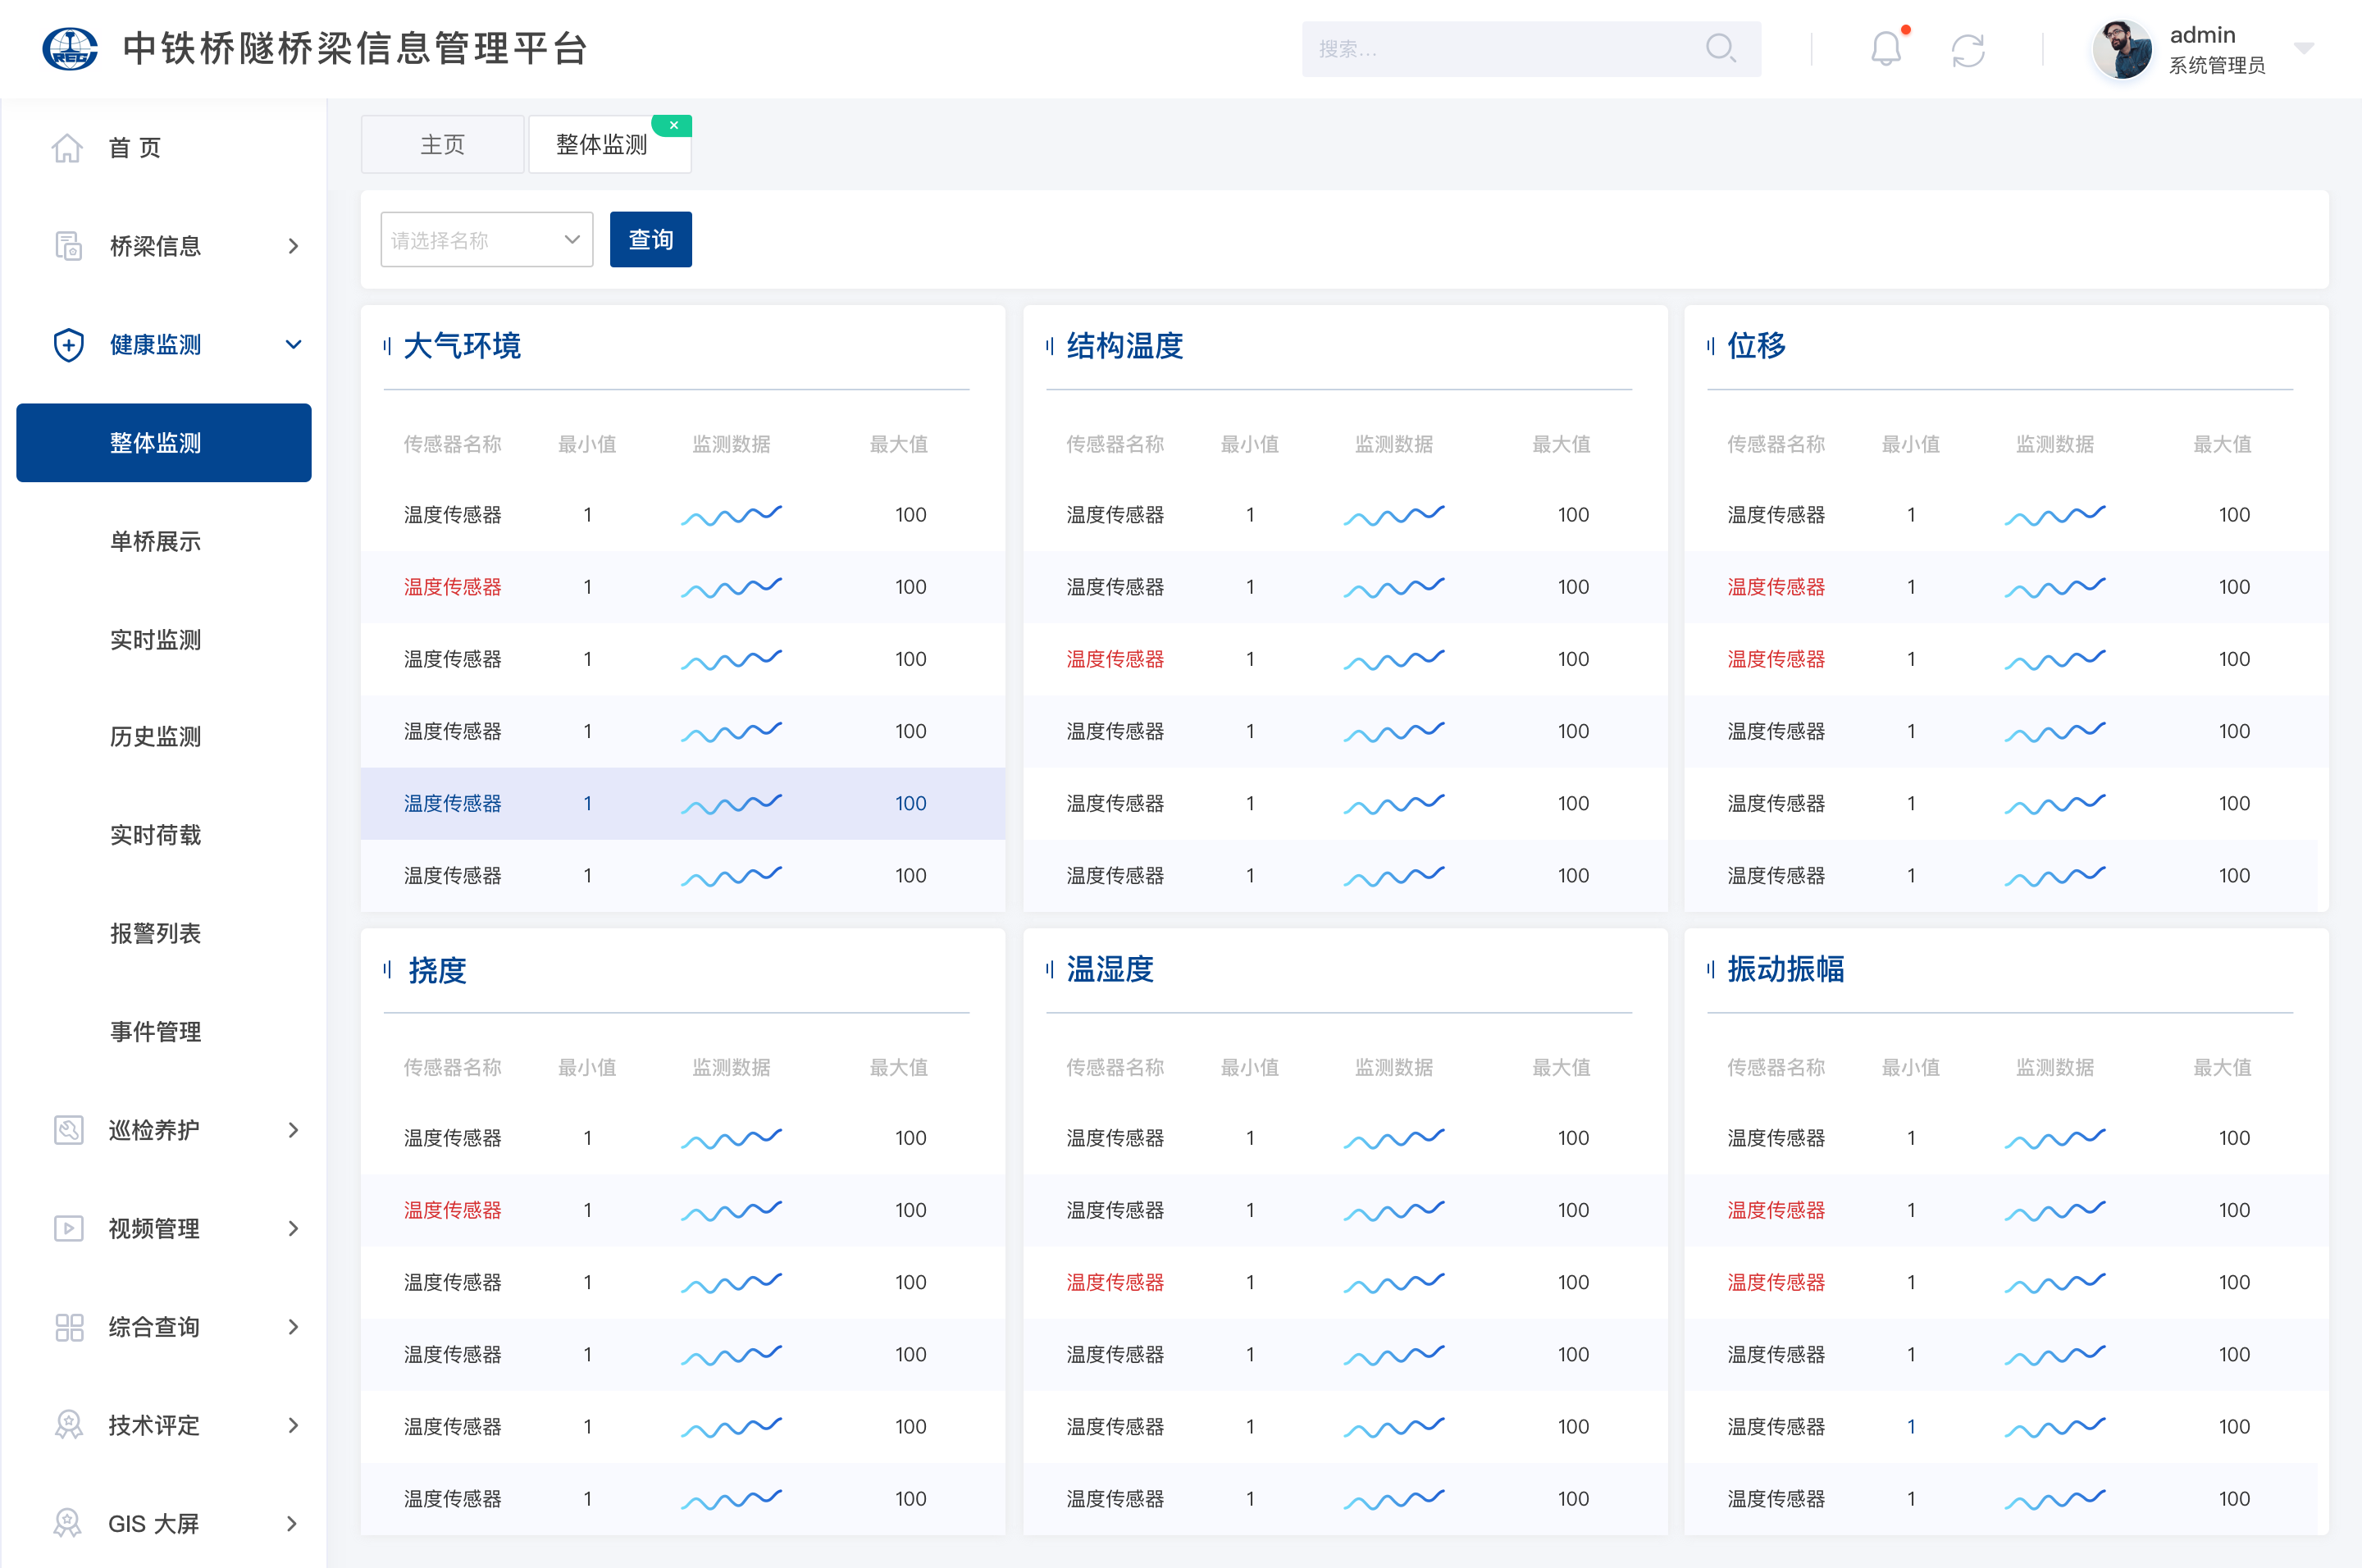 CREC
中铁桥隧桥梁信息管理平台
搜索...
admin
系统管理员
首 页
桥梁信息
健康监测
整体监测
单桥展示
实时监测
历史监测
实时荷载
报警列表
事件管理
巡检养护
视频管理
综合查询
技术评定
GIS 大屏
主页
整体监测
请选择名称
查询
大气环境
传感器名称 最小值 监测数据 最大值
温度传感器 1 100
温度传感器 1 100
温度传感器 1 100
温度传感器 1 100
温度传感器 1 100
温度传感器 1 100
结构温度
传感器名称 最小值 监测数据 最大值
温度传感器 1 100
温度传感器 1 100
温度传感器 1 100
温度传感器 1 100
温度传感器 1 100
温度传感器 1 100
位移
传感器名称 最小值 监测数据 最大值
温度传感器 1 100
温度传感器 1 100
温度传感器 1 100
温度传感器 1 100
温度传感器 1 100
温度传感器 1 100
挠度
传感器名称 最小值 监测数据 最大值
温度传感器 1 100
温度传感器 1 100
温度传感器 1 100
温度传感器 1 100
温度传感器 1 100
温度传感器 1 100
温湿度
传感器名称 最小值 监测数据 最大值
温度传感器 1 100
温度传感器 1 100
温度传感器 1 100
温度传感器 1 100
温度传感器 1 100
温度传感器 1 100
振动振幅
传感器名称 最小值 监测数据 最大值
温度传感器 1 100
温度传感器 1 100
温度传感器 1 100
温度传感器 1 100
温度传感器 1 100
温度传感器 1 100